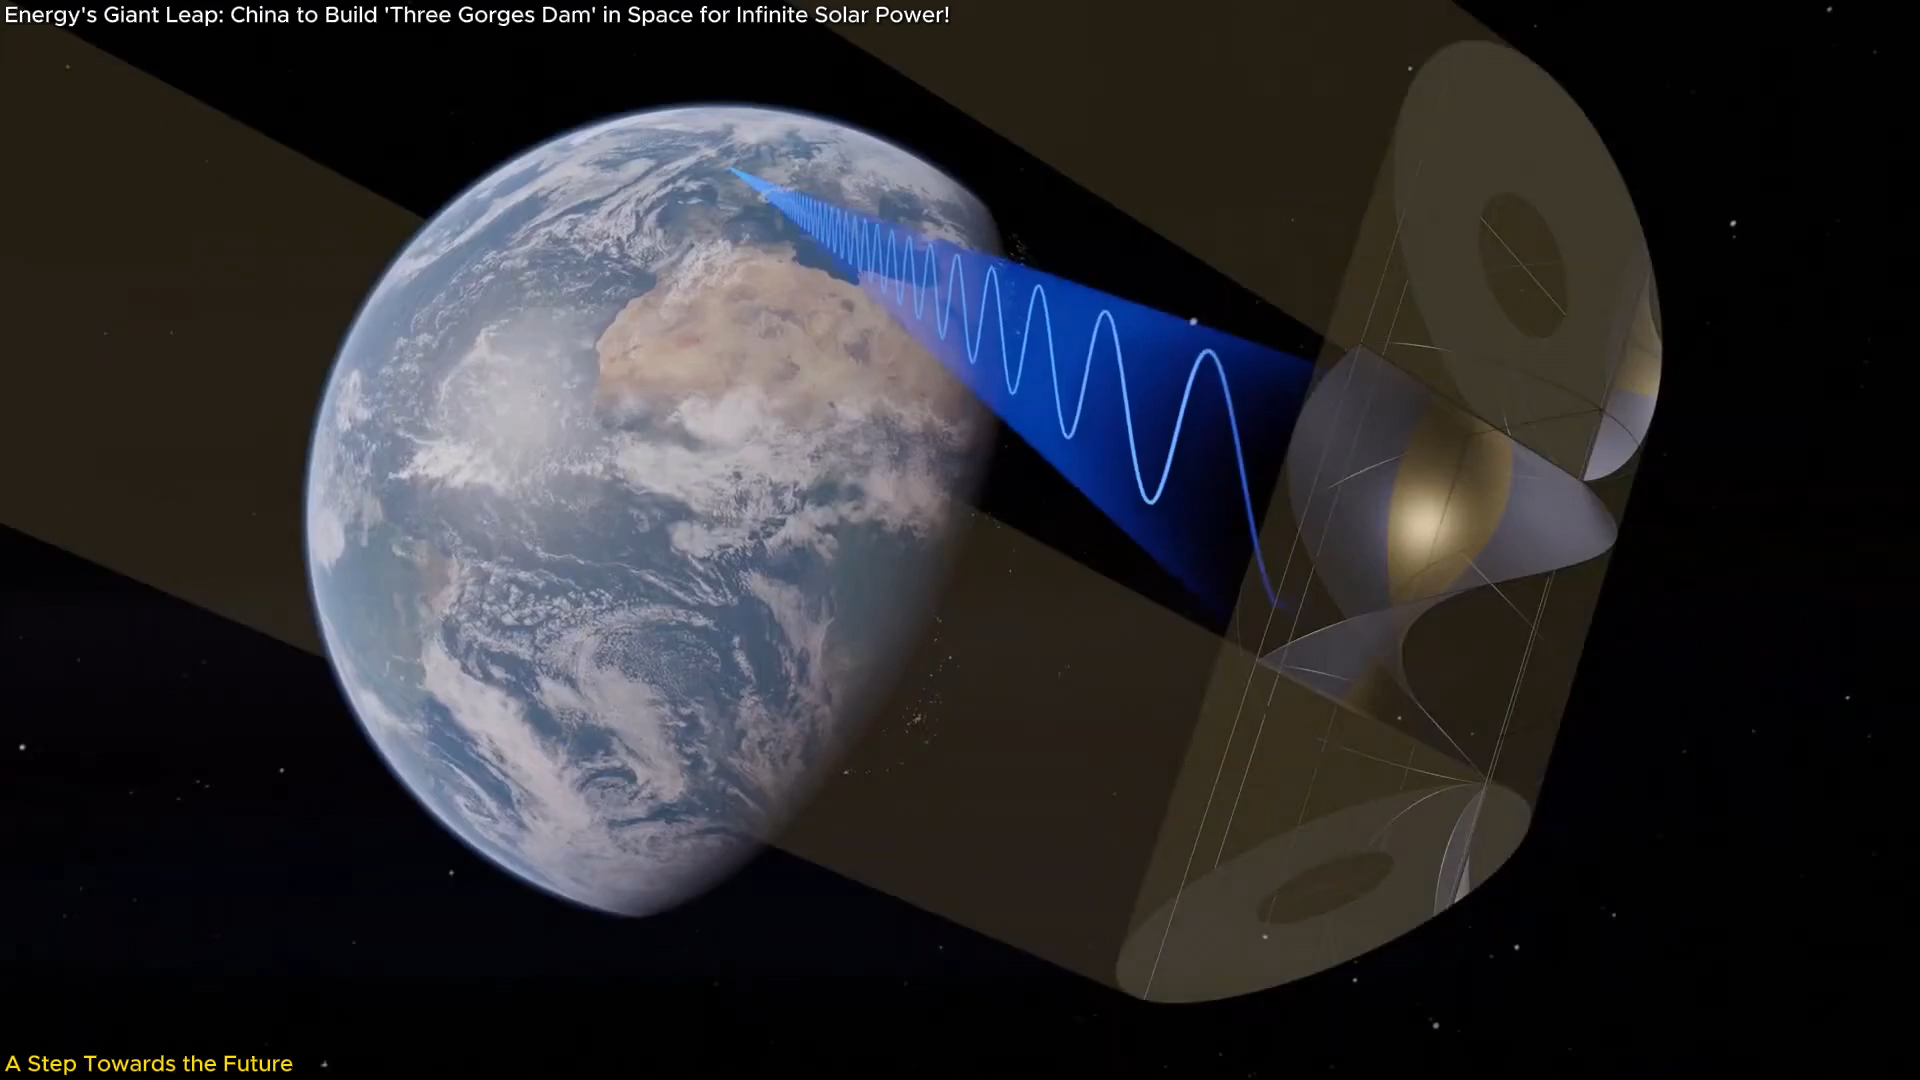 Energy's Giant Leap: China to Build 'Three Gorges Dam' in Space for Infinite Solar Power!
A Step Towards the Future